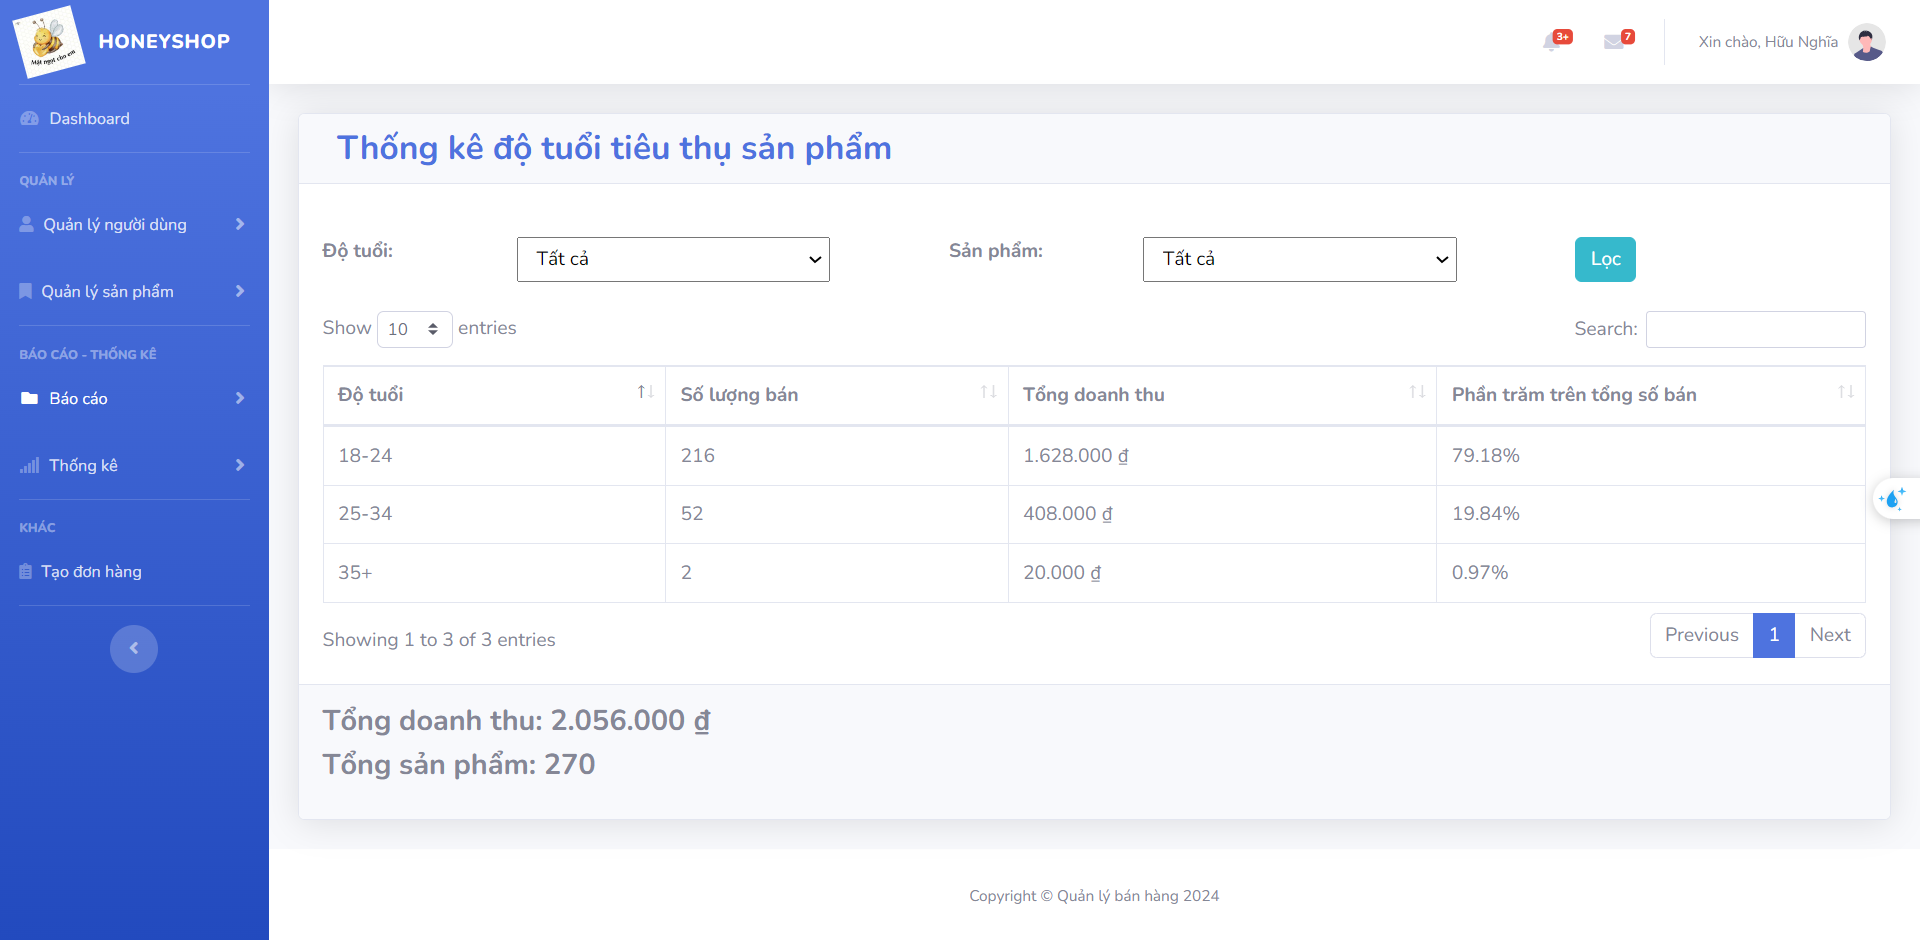 Mật ngọt cho em
HONEYSHOP
3+
7
Xin chào, Hữu Nghĩa
Dashboard
QUẢN LÝ
Quản lý người dùng
Quản lý sản phẩm
BÁO CÁO - THỐNG KÊ
Báo cáo
Thống kê
KHÁC
Tạo đơn hàng
Thống kê độ tuổi tiêu thụ sản phẩm
Độ tuổi: Tất cả Sản phẩm: Tất cả Lọc
Show 10 entries Search:
Độ tuổi Số lượng bán Tổng doanh thu Phần trăm trên tổng số bán
18-24 216 1.628.000 ₫ 79.18%
25-34 52 408.000 ₫ 19.84%
35+ 2 20.000 ₫ 0.97%
Showing 1 to 3 of 3 entries Previous 1 Next
Tổng doanh thu: 2.056.000 ₫
Tổng sản phẩm: 270
Copyright © Quản lý bán hàng 2024